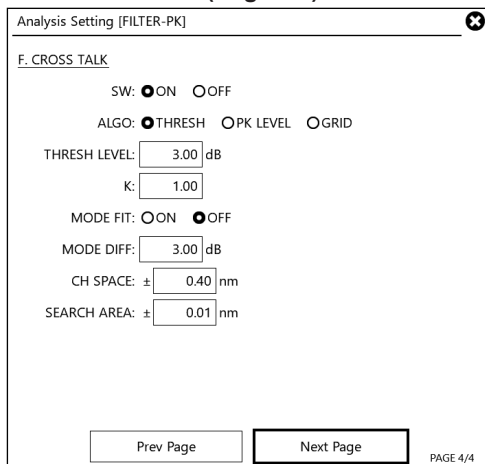 Analysis Setting [FILTER-PK]
F. CROSS TALK
SW: ON OFF
ALGO: THRESH PK LEVEL GRID
THRESH LEVEL: 3.00 dB
K: 1.00
MODE FIT: ON OFF
MODE DIFF: 3.00 dB
CH SPACE: ± 0.40 nm
SEARCH AREA: ± 0.01 nm
Prev Page Next Page PAGE 4/4